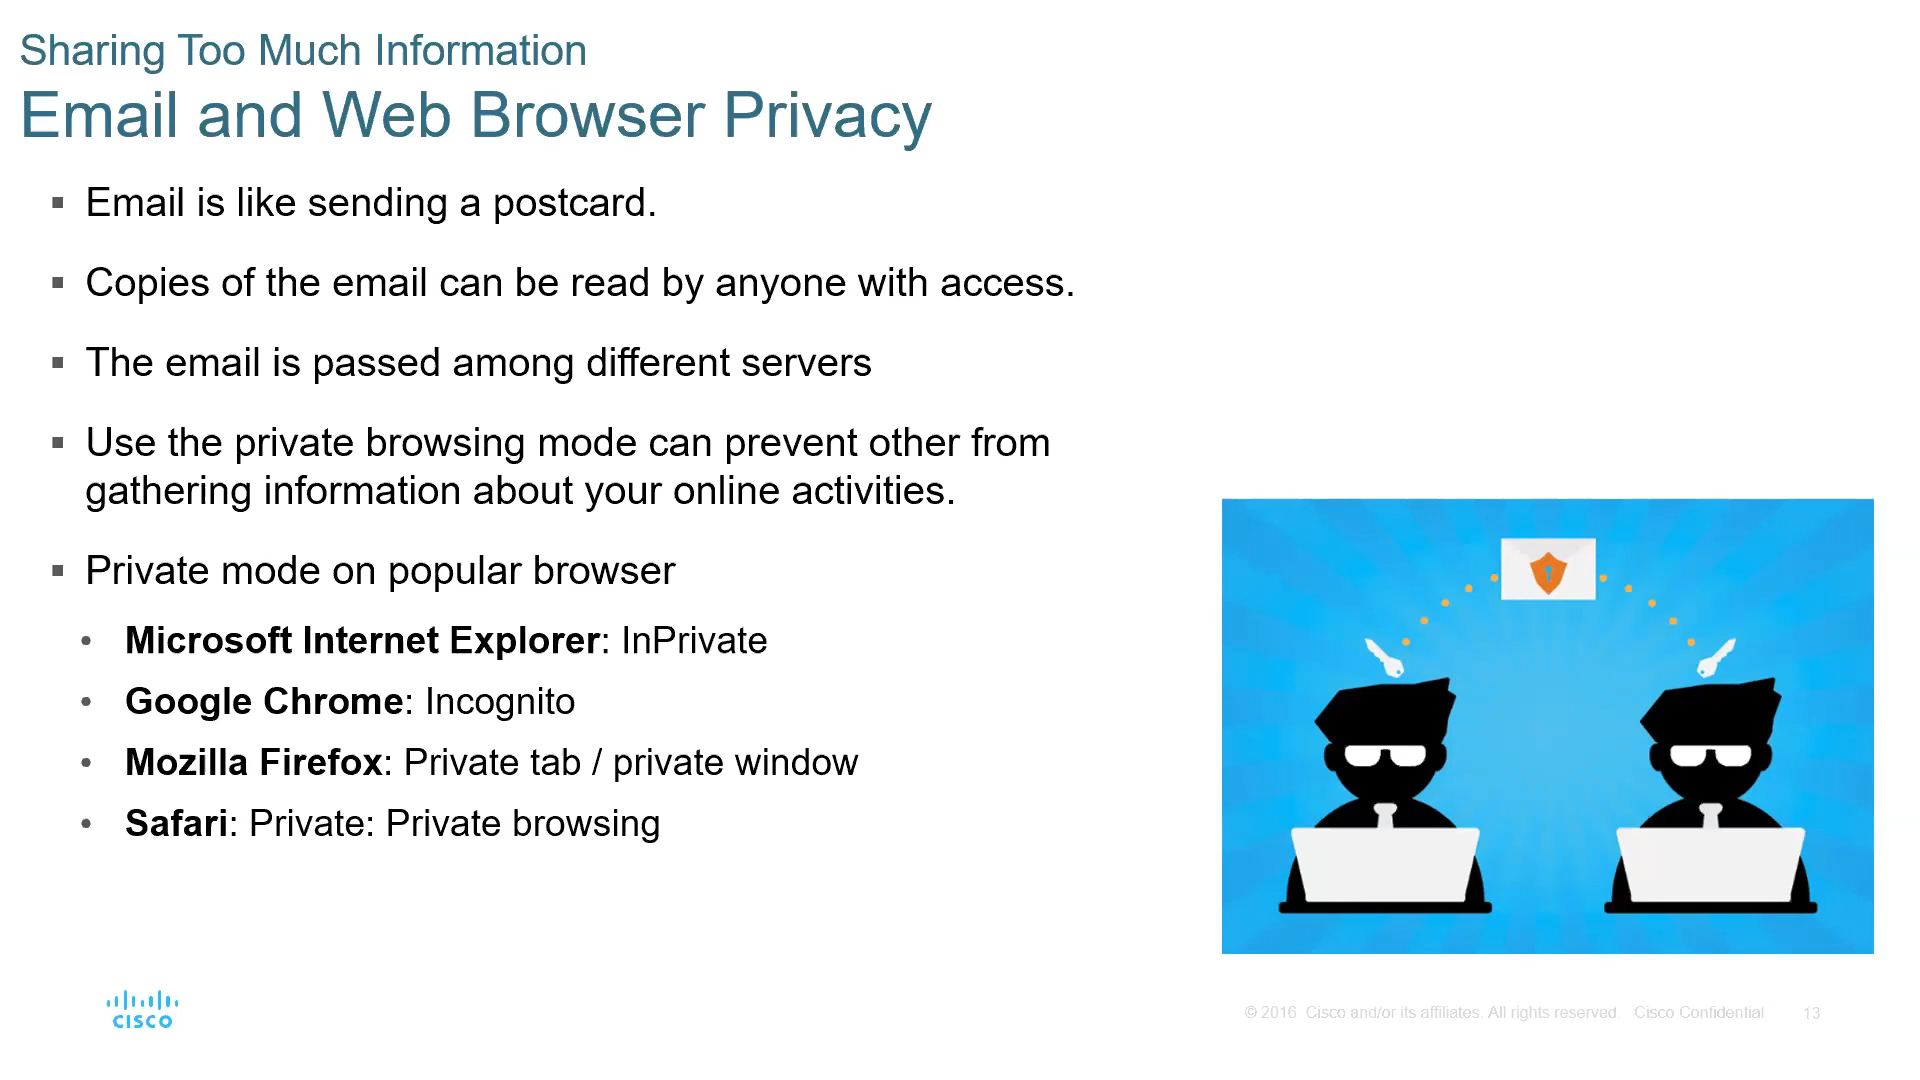 Sharing Too Much Information
Email and Web Browser Privacy
▪ Email is like sending a postcard.
▪ Copies of the email can be read by anyone with access.
▪ The email is passed among different servers
▪ Use the private browsing mode can prevent other from
gathering information about your online activities.
▪ Private mode on popular browser
• Microsoft Internet Explorer: InPrivate
• Google Chrome: Incognito
• Mozilla Firefox: Private tab / private window
• Safari: Private: Private browsing
CISCO
© 2016 Cisco and/or its affiliates. All rights reserved. Cisco Confidential 13